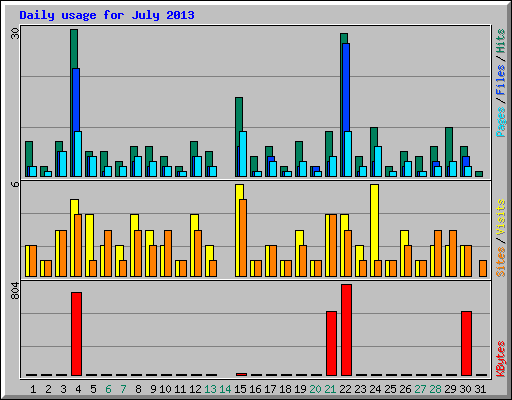 Daily usage for July 2013
30
Pages / Files / Hits
6
Sites / Visits
804
KBytes
1 2 3 4 5 6 7 8 9 10 11 12 13 14 15 16 17 18 19 20 21 22 23 24 25 26 27 28 29 30 31